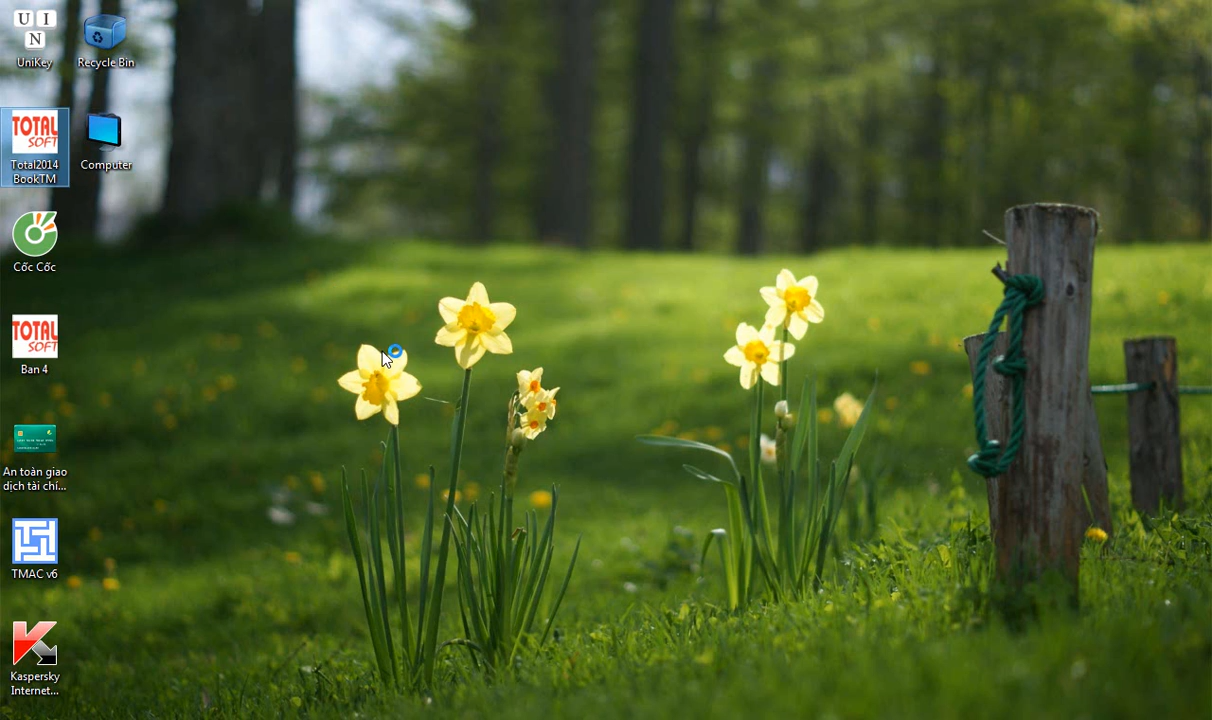 U I
N
UniKey
Recycle Bin
TOTAL
SOFT
Total2014
BookTM
Computer
Cốc Cốc
TOTAL
SOFT
Ban 4
An toàn giao
dịch tài chí...
TMAC v6
Kaspersky
Internet...